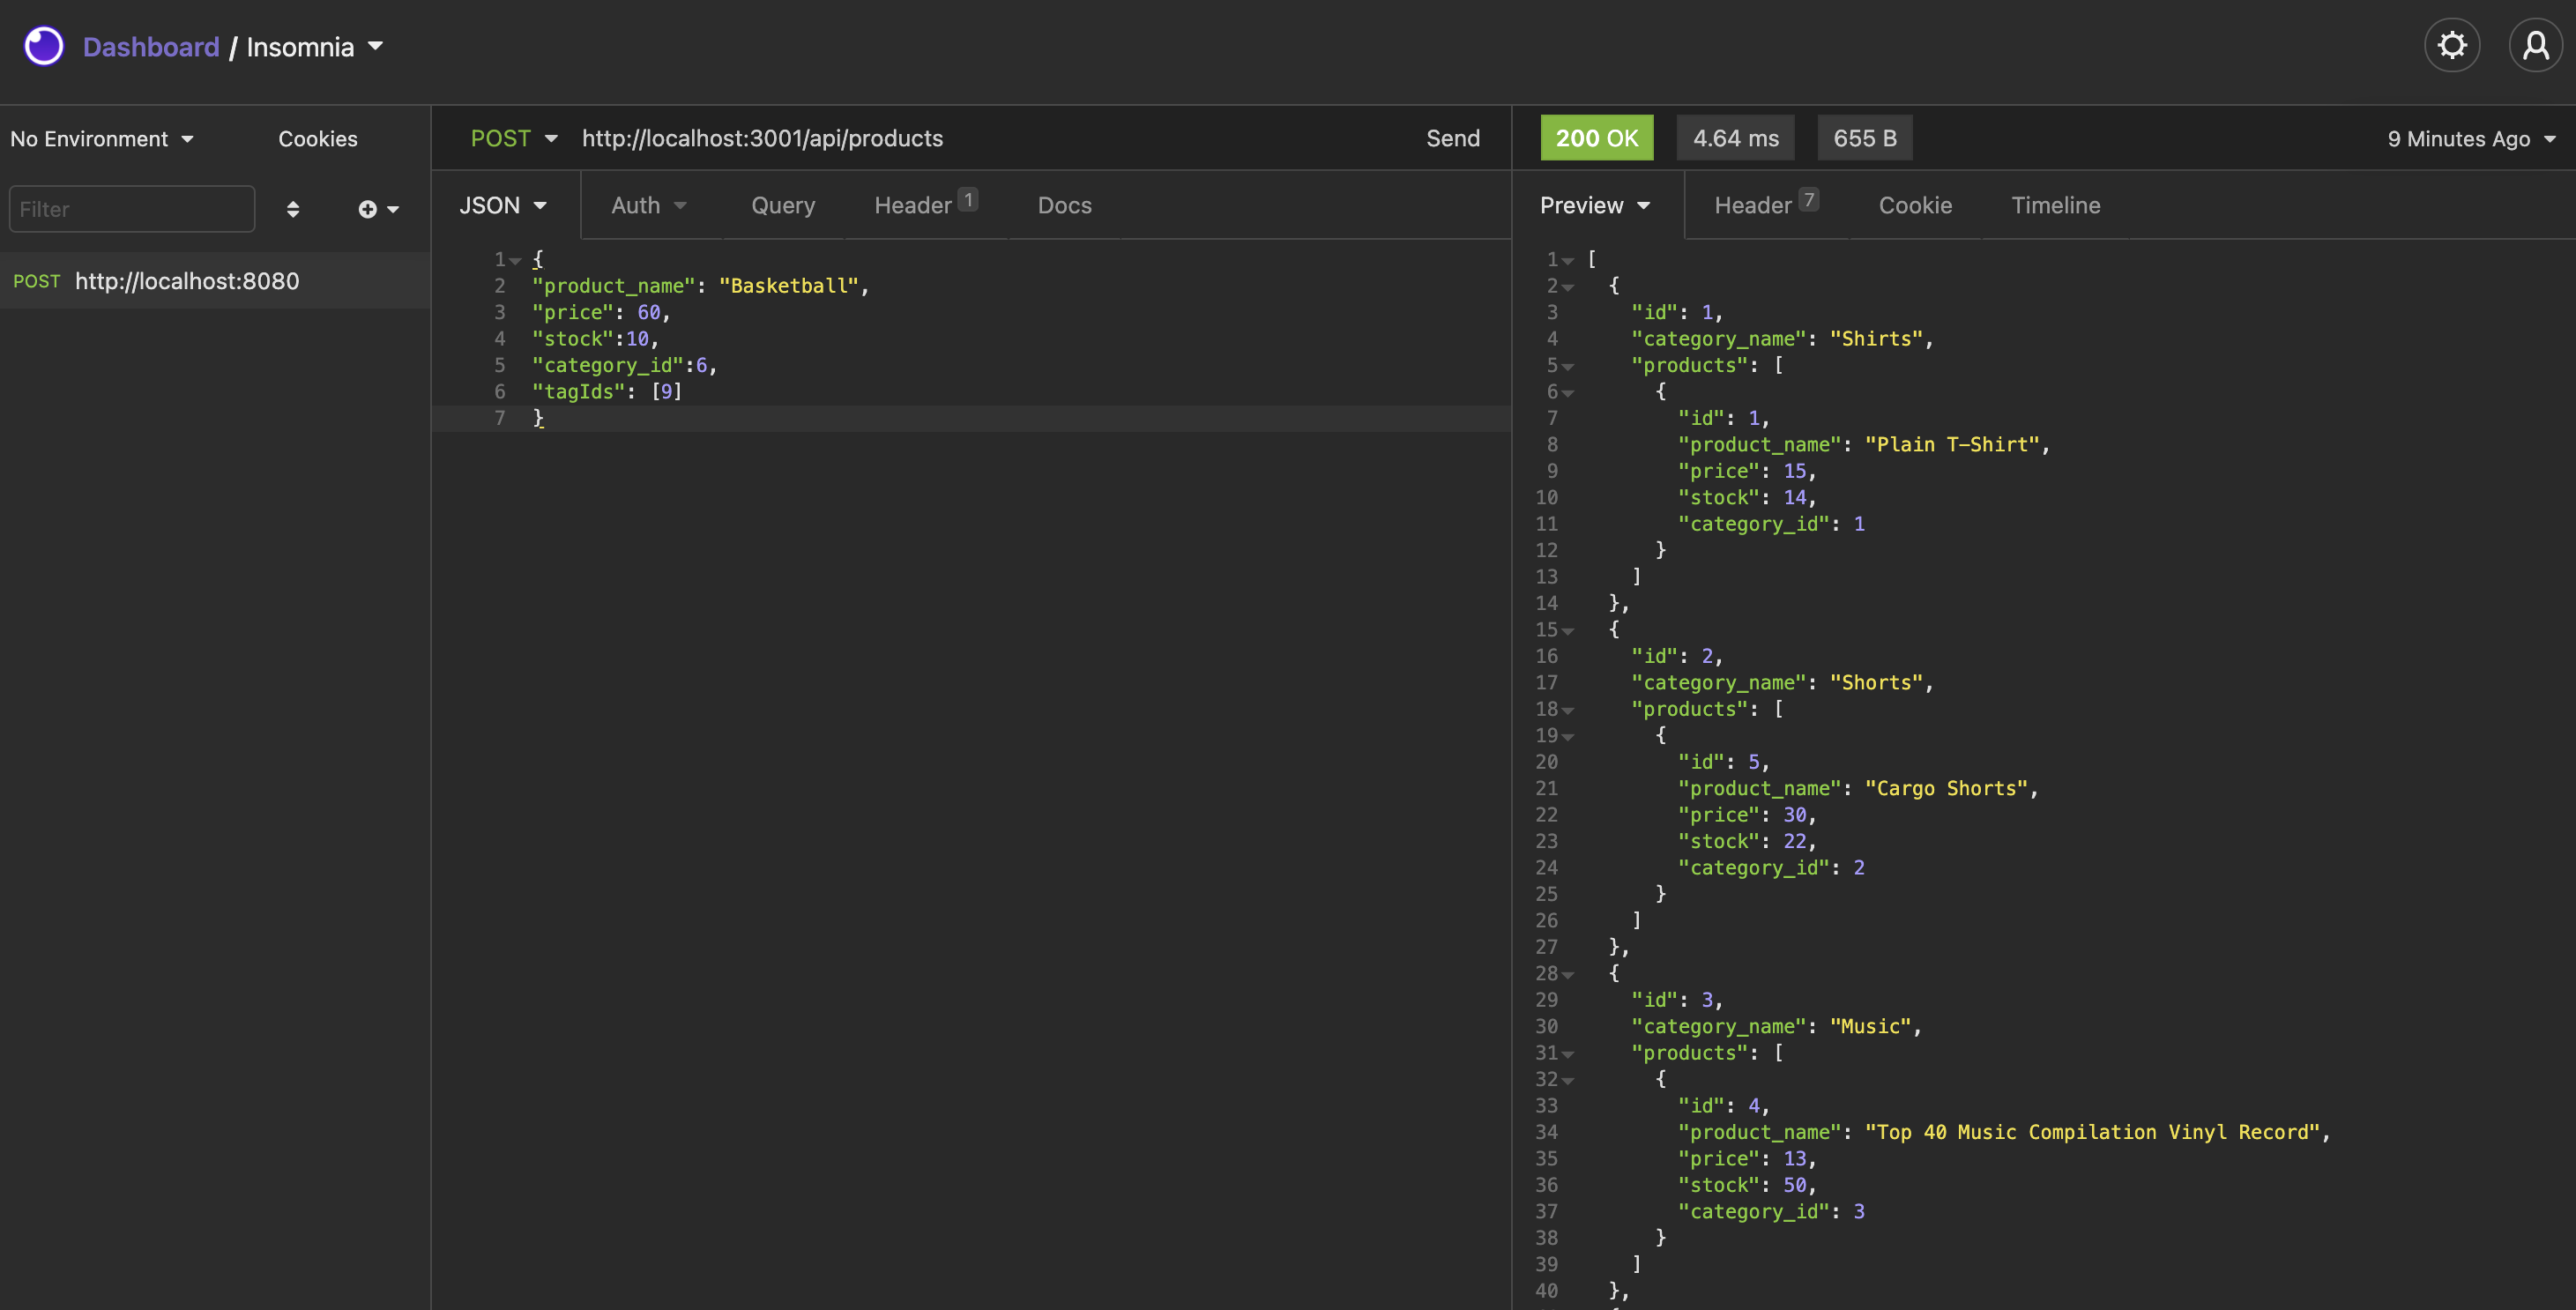 Dashboard / Insomnia
No Environment Cookies
Filter
POST http://localhost:8080
POST http://localhost:3001/api/products Send
JSON Auth Query Header 1 Docs
1 {
2 "product_name": "Basketball",
3 "price": 60,
4 "stock":10,
5 "category_id":6,
6 "tagIds": [9]
7 }
200 OK 4.64 ms 655 B 9 Minutes Ago
Preview Header 7 Cookie Timeline
1 [
2 {
3 "id": 1,
4 "category_name": "Shirts",
5 "products": [
6 {
7 "id": 1,
8 "product_name": "Plain T-Shirt",
9 "price": 15,
10 "stock": 14,
11 "category_id": 1
12 }
13 ]
14 },
15 {
16 "id": 2,
17 "category_name": "Shorts",
18 "products": [
19 {
20 "id": 5,
21 "product_name": "Cargo Shorts",
22 "price": 30,
23 "stock": 22,
24 "category_id": 2
25 }
26 ]
27 },
28 {
29 "id": 3,
30 "category_name": "Music",
31 "products": [
32 {
33 "id": 4,
34 "product_name": "Top 40 Music Compilation Vinyl Record",
35 "price": 13,
36 "stock": 50,
37 "category_id": 3
38 }
39 ]
40 },